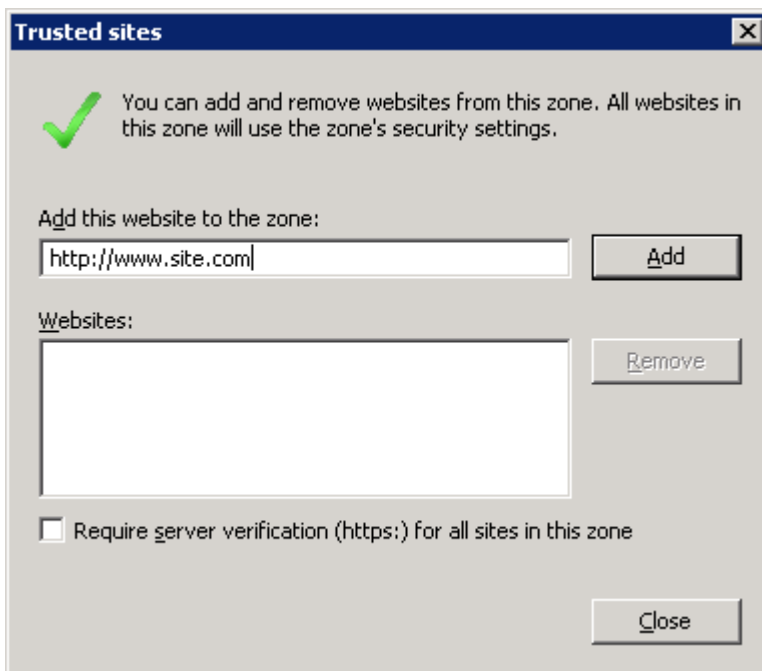 Trusted sites
You can add and remove websites from this zone. All websites in
this zone will use the zone's security settings.
Add this website to the zone:
http://www.site.com
Add
Websites:
Remove
Require server verification (https:) for all sites in this zone
Close